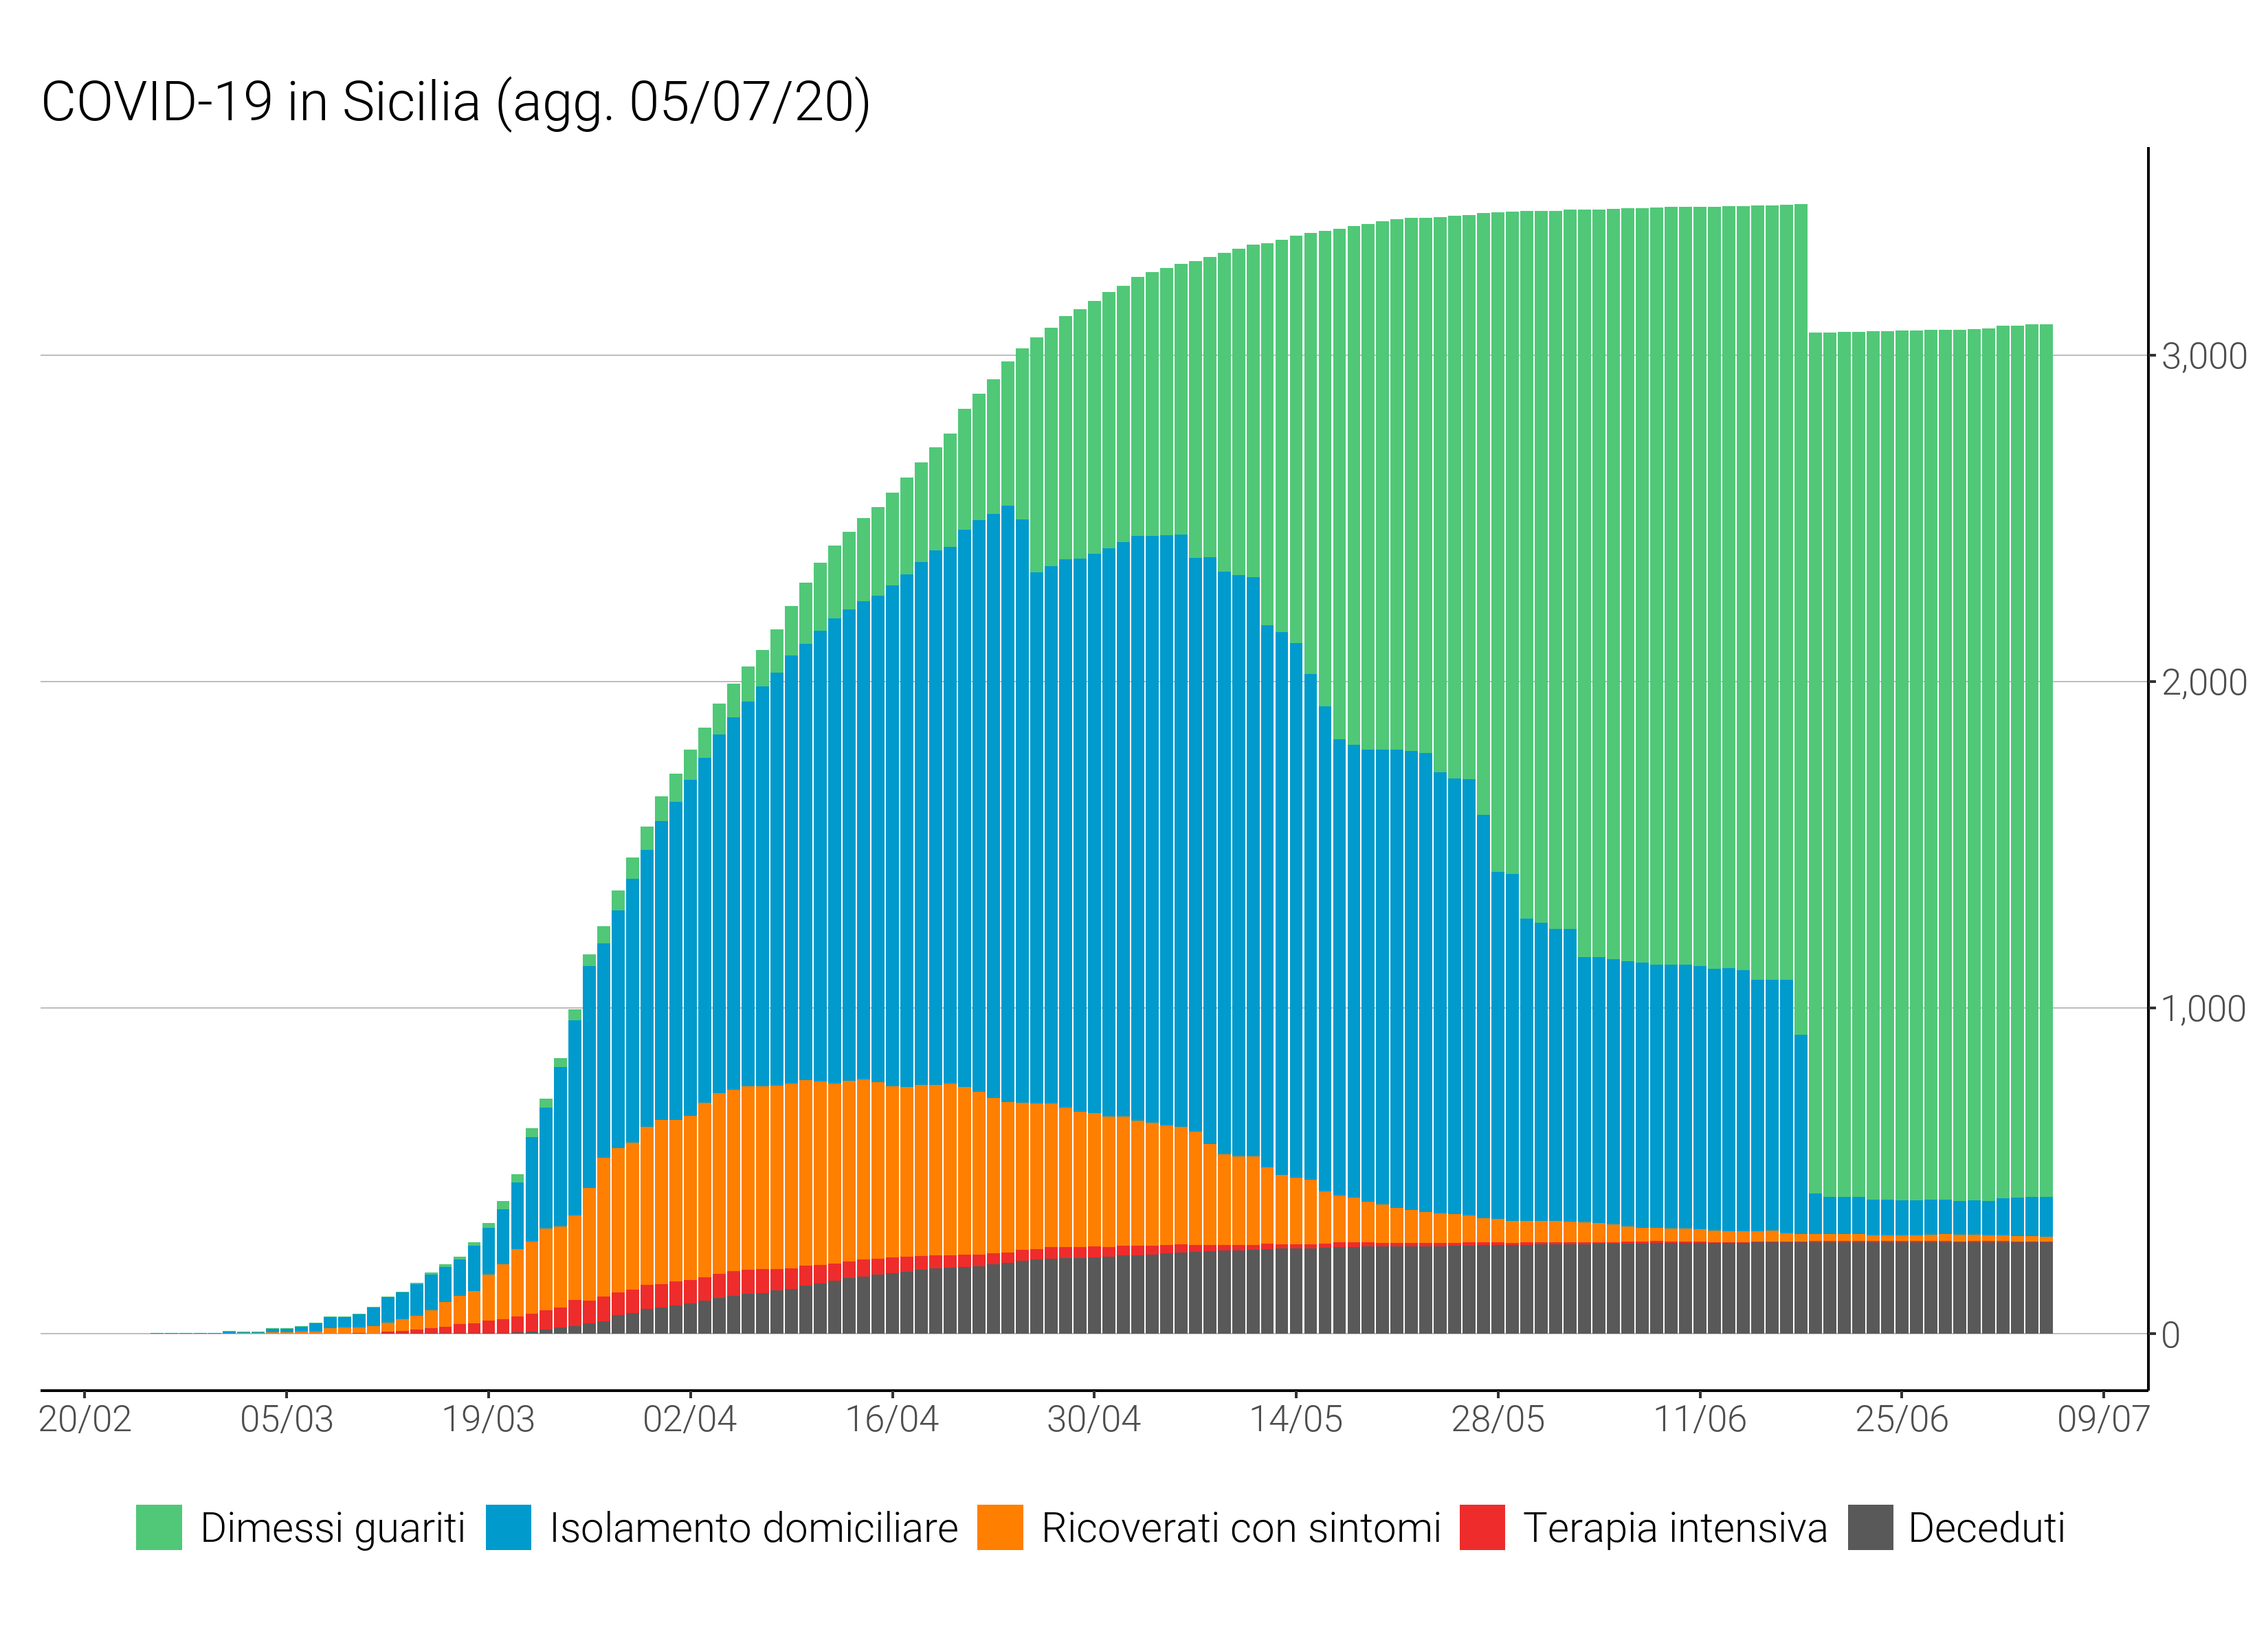 COVID-19 in Sicilia (agg. 05/07/20)
3,000
2,000
1,000
0
20/02 05/03 19/03 02/04 16/04 30/04 14/05 28/05 11/06 25/06 09/07
Dimessi guariti Isolamento domiciliare Ricoverati con sintomi Terapia intensiva Deceduti